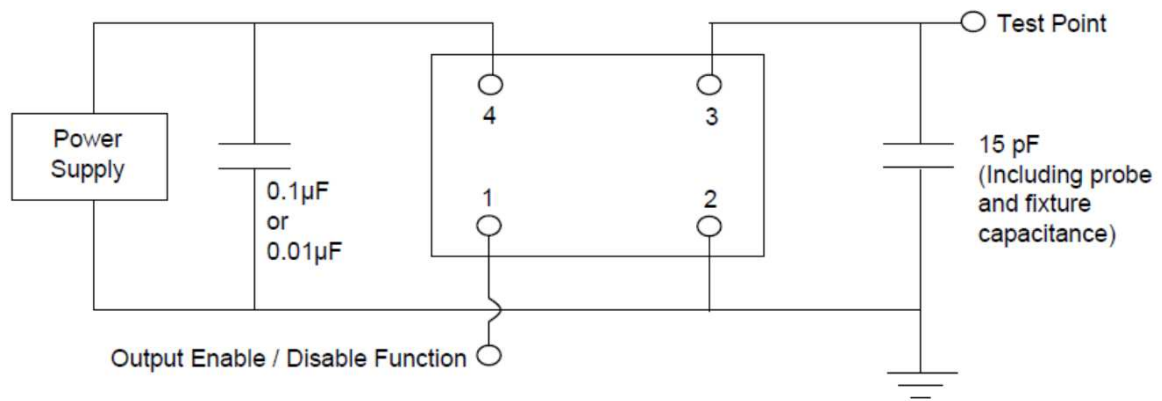 Test Point
4
3
Power
Supply
15 pF
(Including probe
and fixture
capacitance)
0.1µF
or
0.01µF
1
2
Output Enable / Disable Function